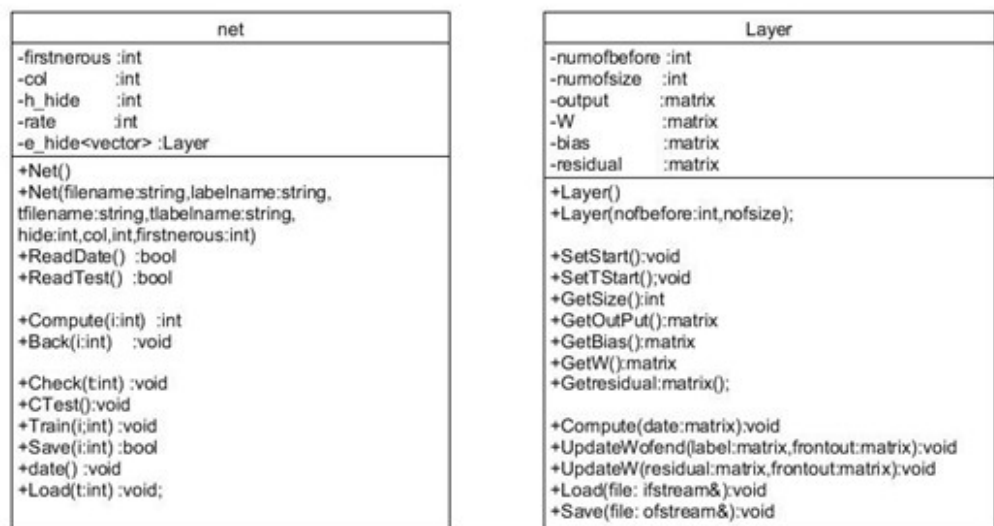 net
-firstnerous :int
-col :int
-h_hide :int
-rate :int
-e_hide<vector> :Layer
+Net()
+Net(filename:string,labelname:string,
tfilename:string,tlabelname:string,
hide:int,col,int,firstnerous:int)
+ReadDate() :bool
+ReadTest() :bool
+Compute(i:int) :int
+Back(i:int) :void
+Check(t:int) :void
+CTest():void
+Train(i;int) :void
+Save(i:int) :bool
+date() :void
+Load(t:int) :void;
Layer
-numofbefore :int
-numofsize :int
-output :matrix
-W :matrix
-bias :matrix
-residual :matrix
+Layer()
+Layer(nofbefore:int,nofsize);
+SetStart():void
+SetTStart();void
+GetSize():int
+GetOutPut():matrix
+GetBias():matrix
+GetW():matrix
+Getresidual:matrix();
+Compute(date:matrix):void
+UpdateWofend(label:matrix,frontout:matrix):void
+UpdateW(residual:matrix,frontout:matrix):void
+Load(file: ifstream&):void
+Save(file: ofstream&):void